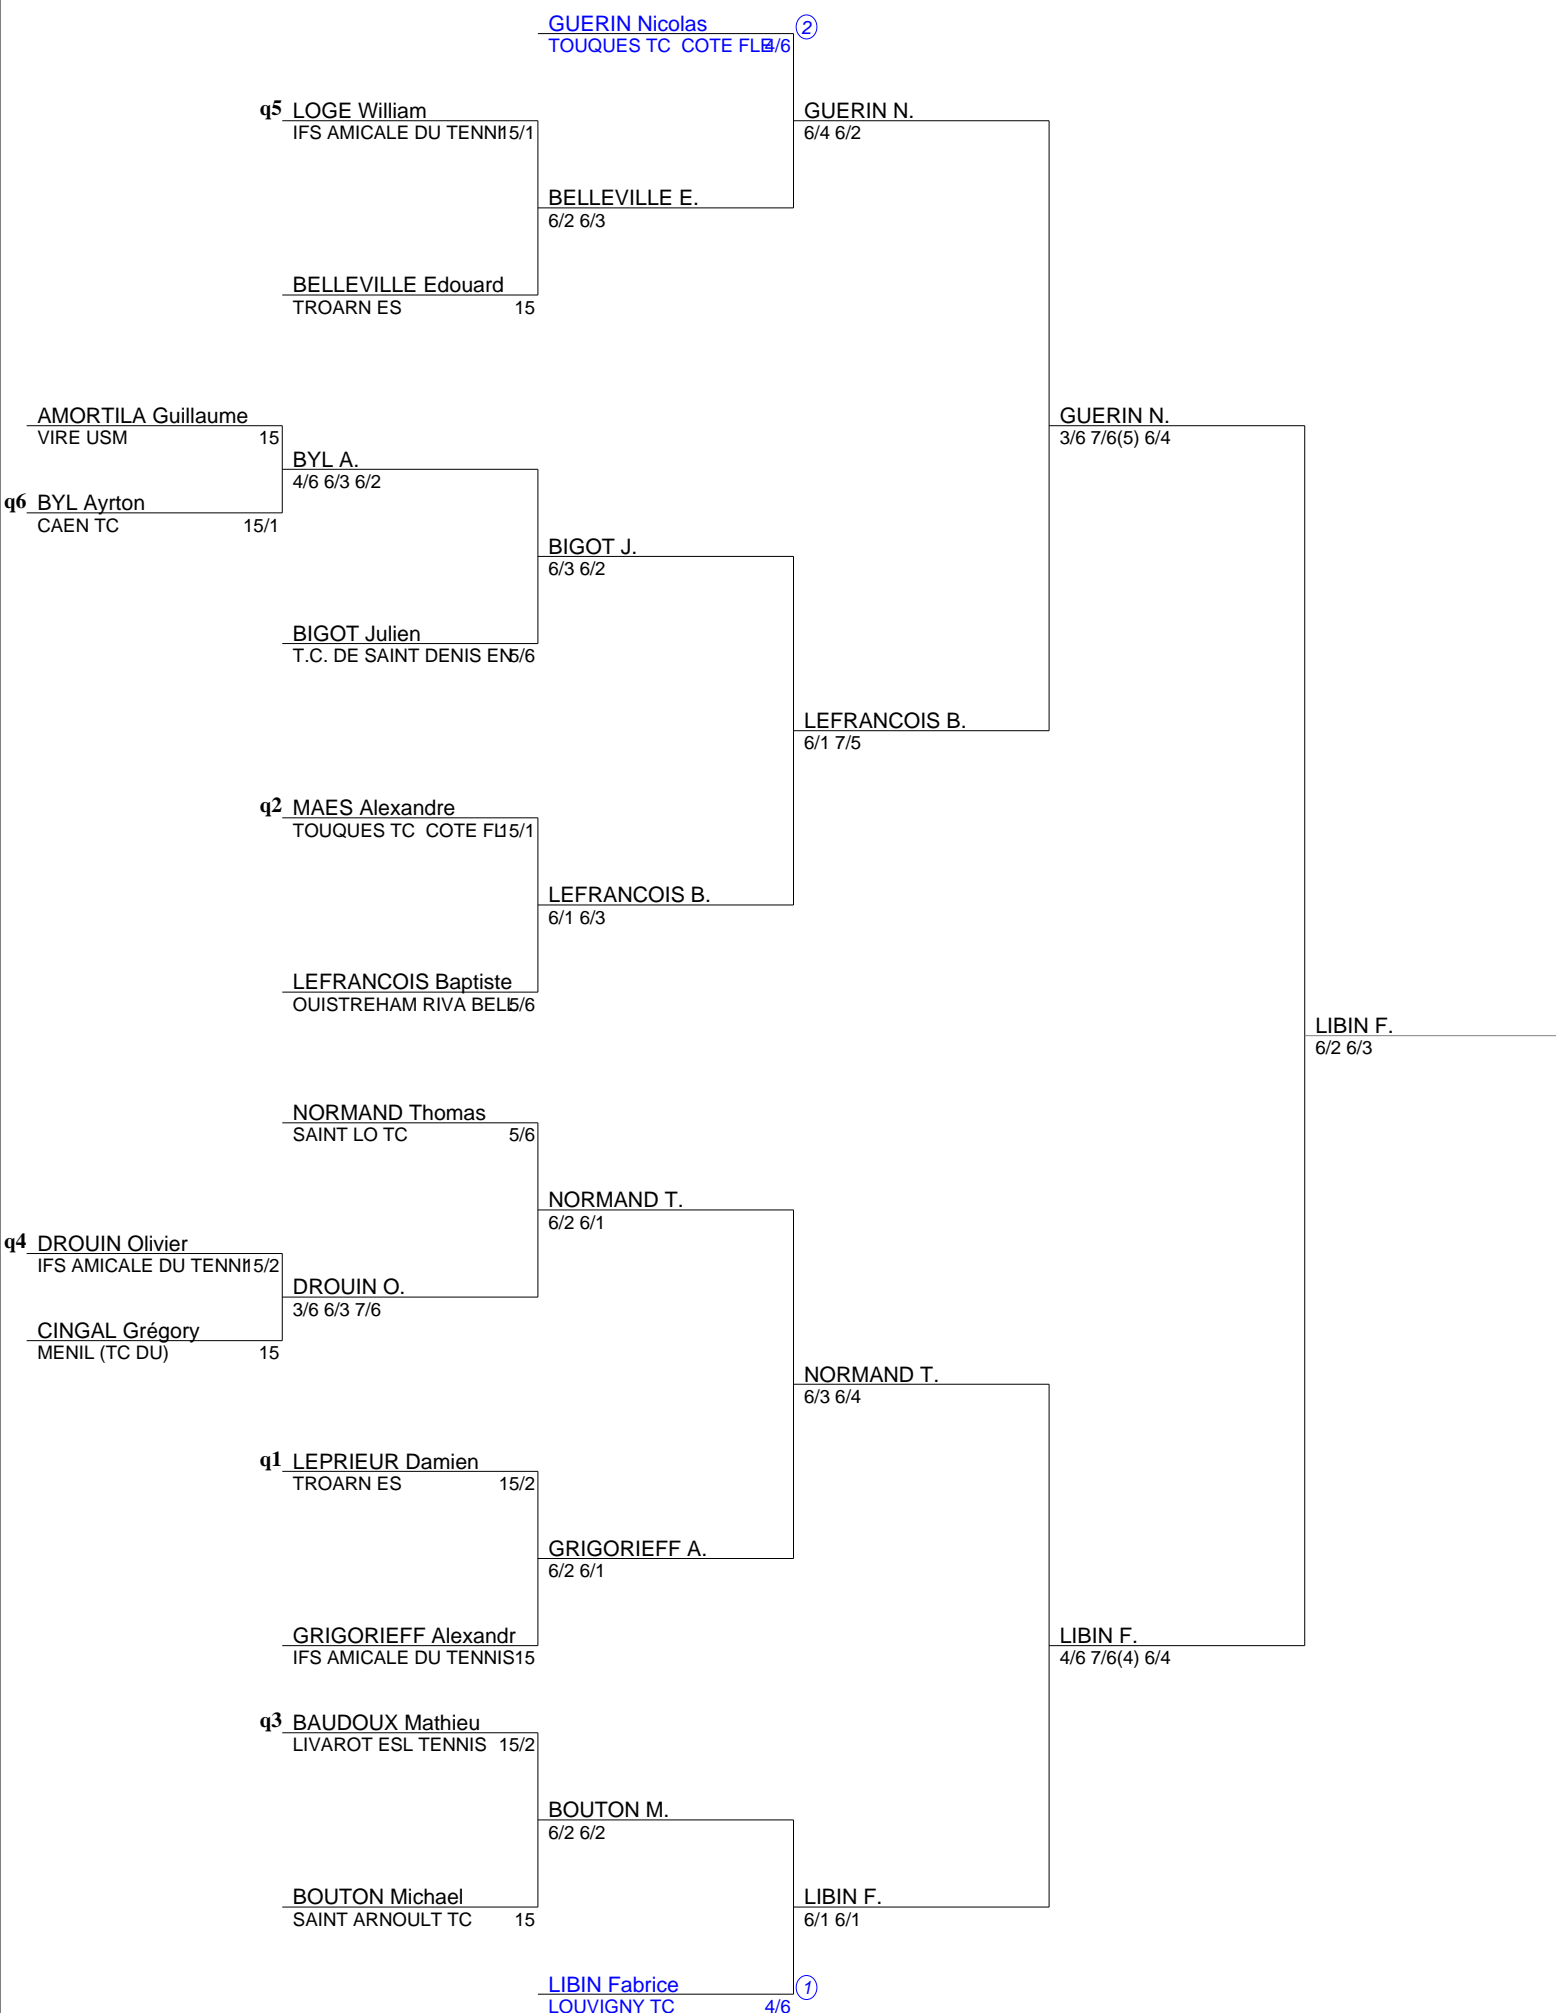 GUERIN Nicolas 2
TOUQUES TC COTE FLE 4/6
q5 LOGE William
IFS AMICALE DU TENNI 15/1
GUERIN N.
6/4 6/2
BELLEVILLE E.
6/2 6/3
BELLEVILLE Edouard
TROARN ES 15
AMORTILA Guillaume
VIRE USM 15
GUERIN N.
3/6 7/6(5) 6/4
BYL A.
4/6 6/3 6/2
q6 BYL Ayrton
CAEN TC 15/1
BIGOT J.
6/3 6/2
BIGOT Julien
T.C. DE SAINT DENIS EN 5/6
LEFRANCOIS B.
6/1 7/5
q2 MAES Alexandre
TOUQUES TC COTE FL 15/1
LEFRANCOIS B.
6/1 6/3
LEFRANCOIS Baptiste
OUISTREHAM RIVA BELL 5/6
LIBIN F.
6/2 6/3
NORMAND Thomas
SAINT LO TC 5/6
NORMAND T.
6/2 6/1
q4 DROUIN Olivier
IFS AMICALE DU TENNI 15/2
DROUIN O.
3/6 6/3 7/6
CINGAL Grégory
MENIL (TC DU) 15
NORMAND T.
6/3 6/4
q1 LEPRIEUR Damien
TROARN ES 15/2
GRIGORIEFF A.
6/2 6/1
GRIGORIEFF Alexandr
IFS AMICALE DU TENNIS 15
LIBIN F.
4/6 7/6(4) 6/4
q3 BAUDOUX Mathieu
LIVAROT ESL TENNIS 15/2
BOUTON M.
6/2 6/2
BOUTON Michael
SAINT ARNOULT TC 15
LIBIN F.
6/1 6/1
LIBIN Fabrice 1
LOUVIGNY TC 4/6